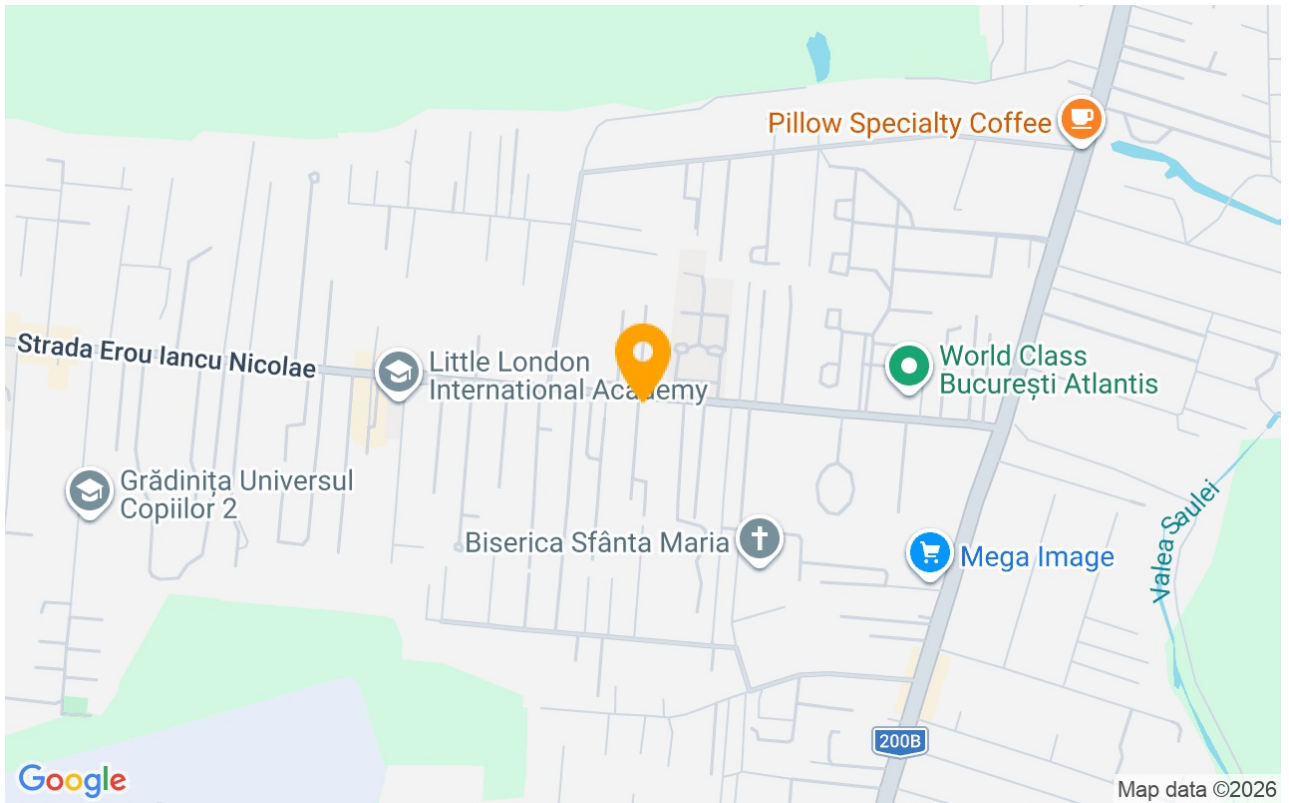 Pillow Specialty Coffee
Strada Erou Iancu Nicolae
Little London
International Academy
World Class
București Atlantis
Grădinița Universul
Copiilor 2
Biserica Sfânta Maria
Mega Image
Valea Saulei
200B
Google
Map data ©2026